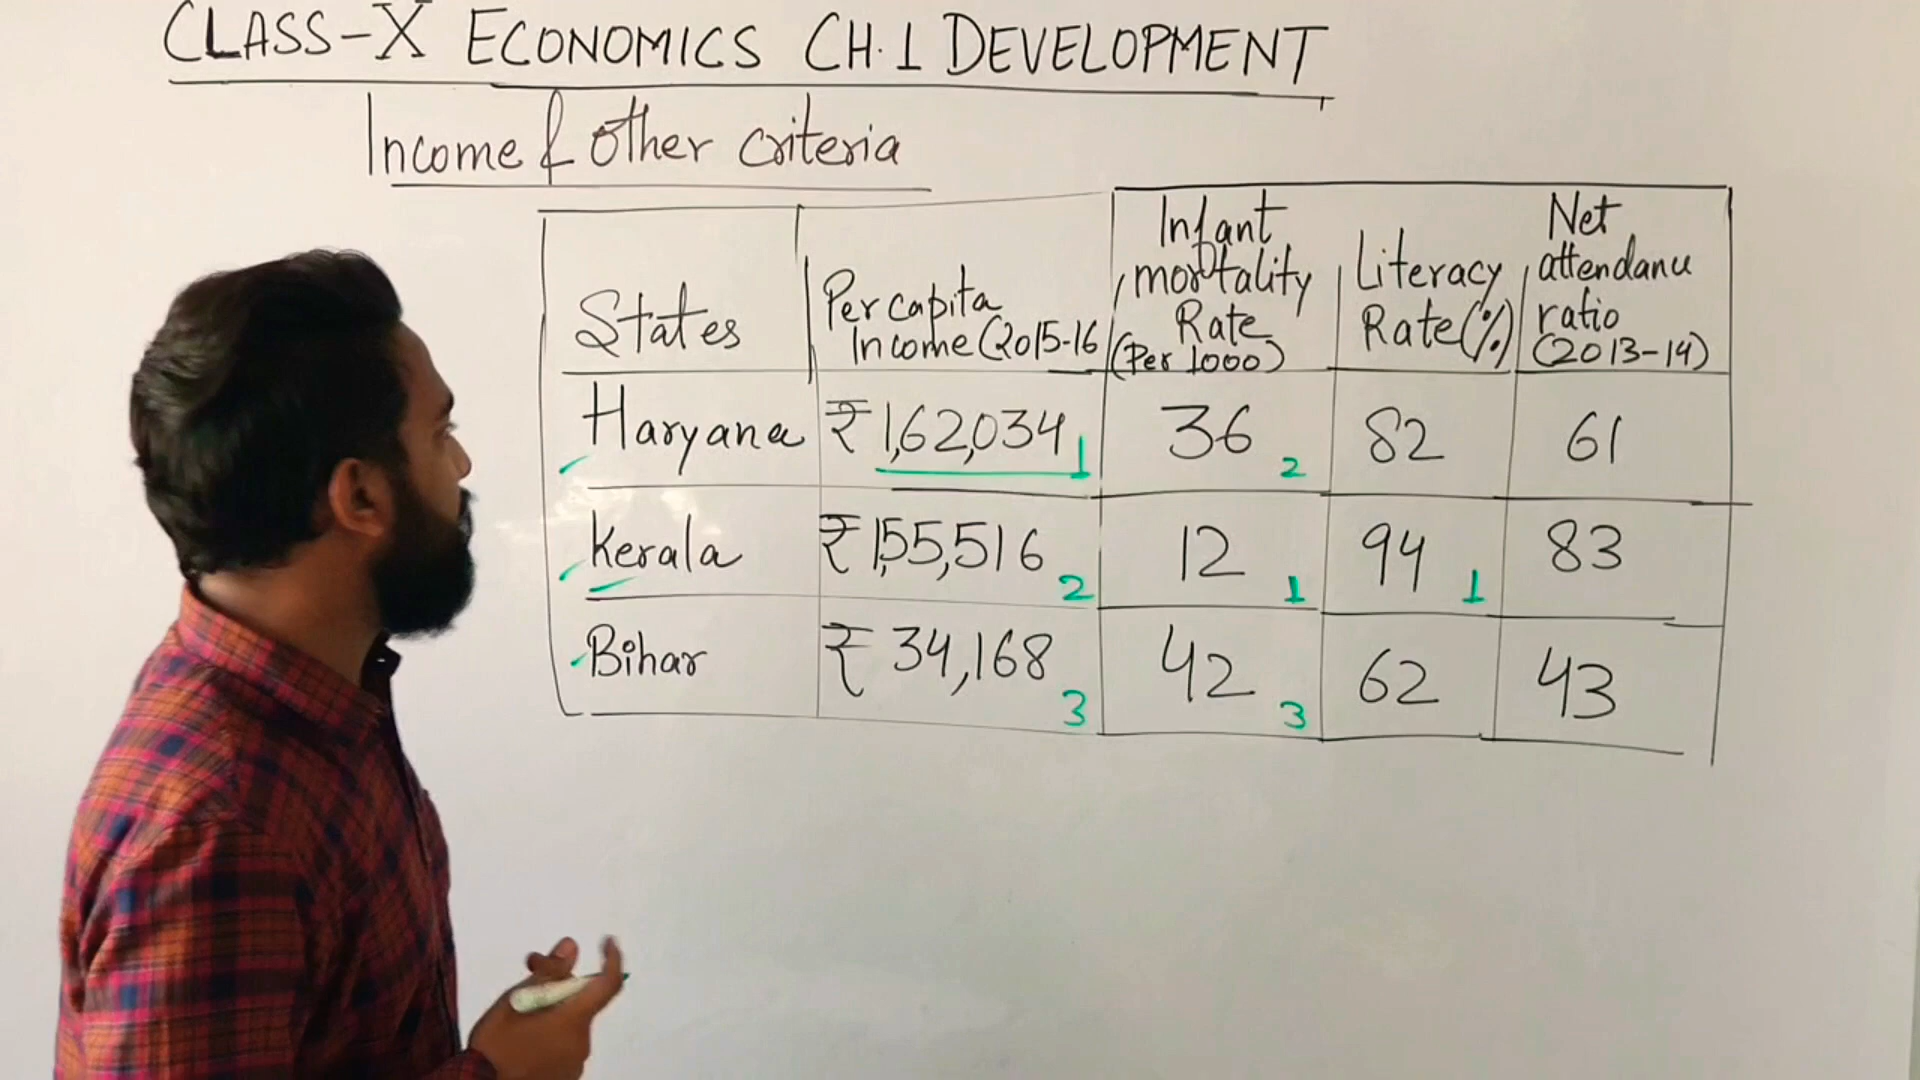 CLASS-X ECONOMICS CH.1 DEVELOPMENT
Income & Other criteria
States
Per capita
Income (2015-16
Infant
mortality
Rate
(Per 1000)
Literacy
Rate (%)
Net
attendance
ratio
(2013-14)
Haryana ₹ 1,62,034 1 36 2 82 61
Kerala ₹ 1,55,516 2 12 1 94 1 83
Bihar ₹ 34,168 3 42 3 62 43